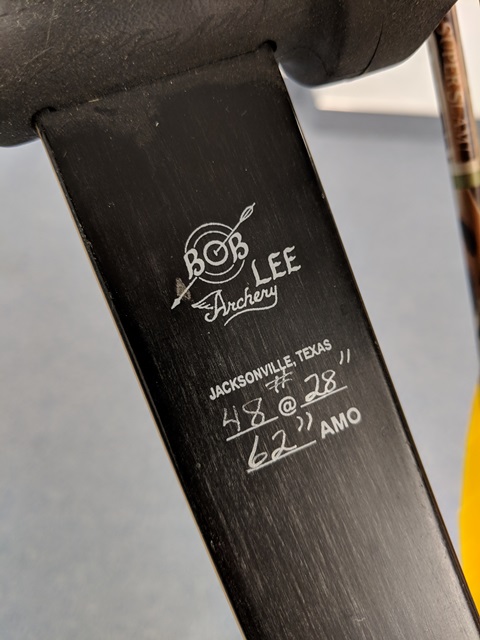 BOB LEE
Archery
JACKSONVILLE, TEXAS
48# @ 28"
62" AMO